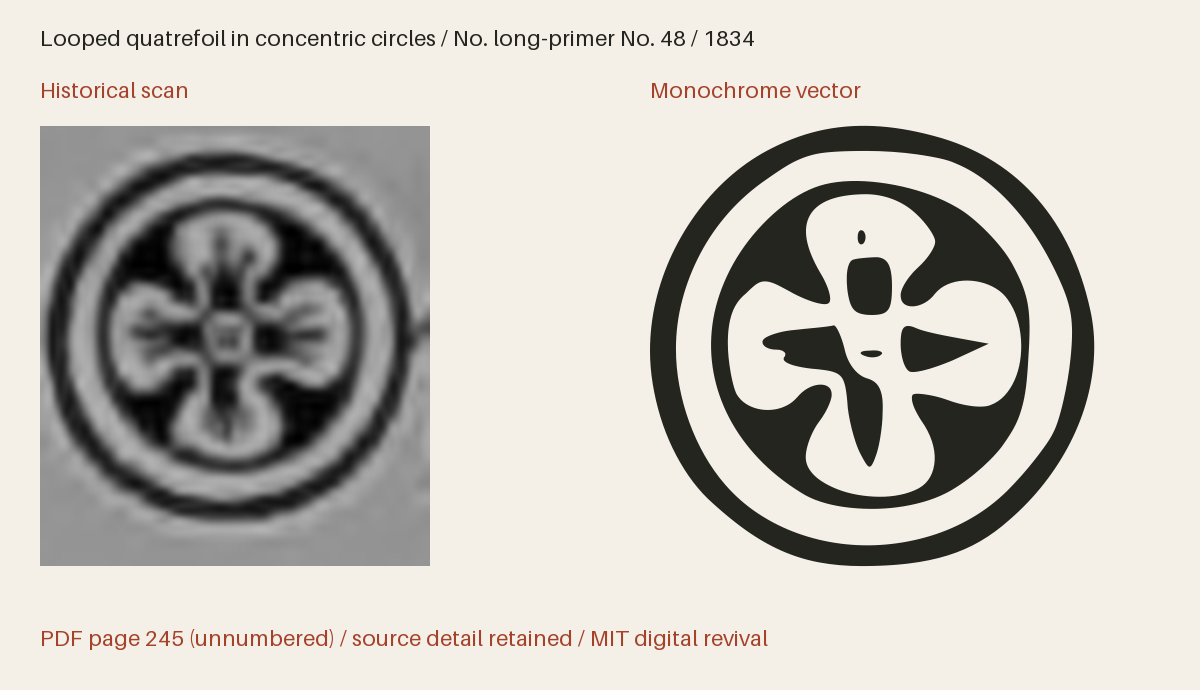 Looped quatrefoil in concentric circles / No. long-primer No. 48 / 1834
Historical scan
Monochrome vector
PDF page 245 (unnumbered) / source detail retained / MIT digital revival